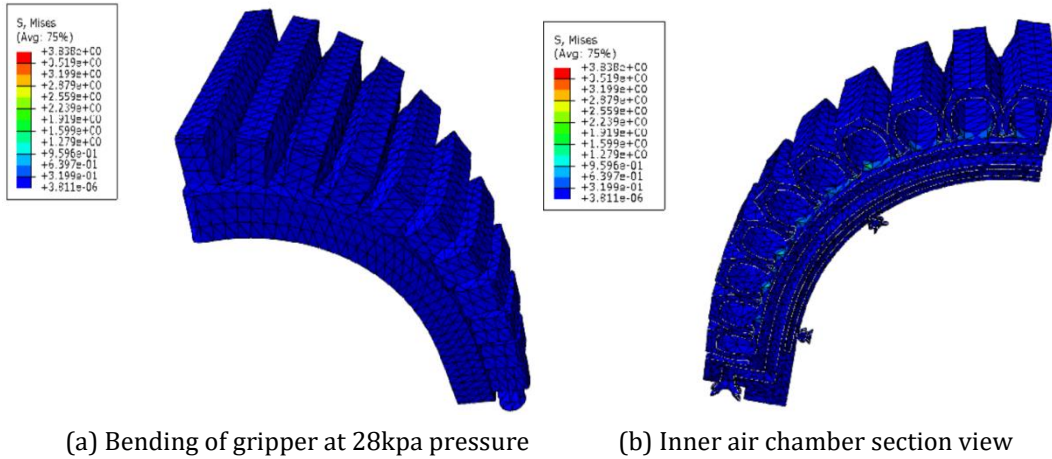 S, Mises
(Avg: 75%)
+3.838e+00
+3.519e+00
+3.199e+00
+2.879e+00
+2.559e+00
+2.239e+00
+1.919e+00
+1.599e+00
+1.279e+00
+9.596e-01
+6.397e-01
+3.199e-01
+3.811e-06
S, Mises
(Avg: 75%)
+3.838e+00
+3.519e+00
+3.199e+00
+2.879e+00
+2.559e+00
+2.239e+00
+1.919e+00
+1.599e+00
+1.279e+00
+9.596e-01
+6.397e-01
+3.199e-01
+3.811e-06
(a) Bending of gripper at 28kpa pressure
(b) Inner air chamber section view